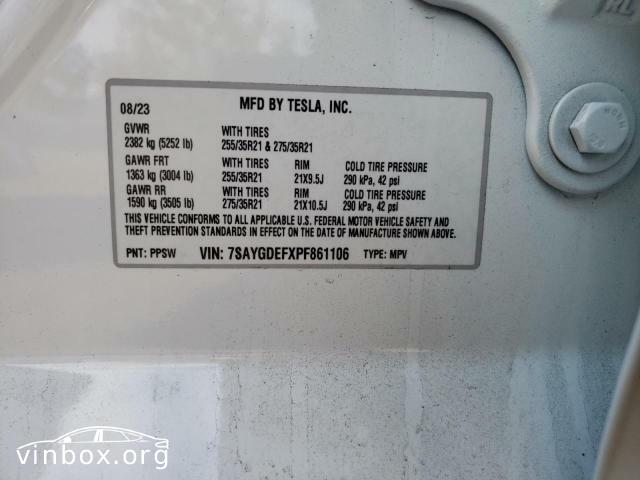 08/23 MFD BY TESLA, INC.
GVWR WITH TIRES
2382 kg (5252 lb) 255/35R21 & 275/35R21
GAWR FRT WITH TIRES RIM COLD TIRE PRESSURE
1363 kg (3004 lb) 255/35R21 21X9.5J 290 kPa, 42 psi
GAWR RR WITH TIRES RIM COLD TIRE PRESSURE
1590 kg (3505 lb) 275/35R21 21X10.5J 290 kPa, 42 psi
THIS VEHICLE CONFORMS TO ALL APPLICABLE U.S. FEDERAL MOTOR VEHICLE SAFETY AND
THEFT PREVENTION STANDARDS IN EFFECT ON THE DATE OF MANUFACTURE SHOWN ABOVE.
PNT: PPSW VIN: 7SAYGDEFXPF861106 TYPE: MPV
vinbox.org